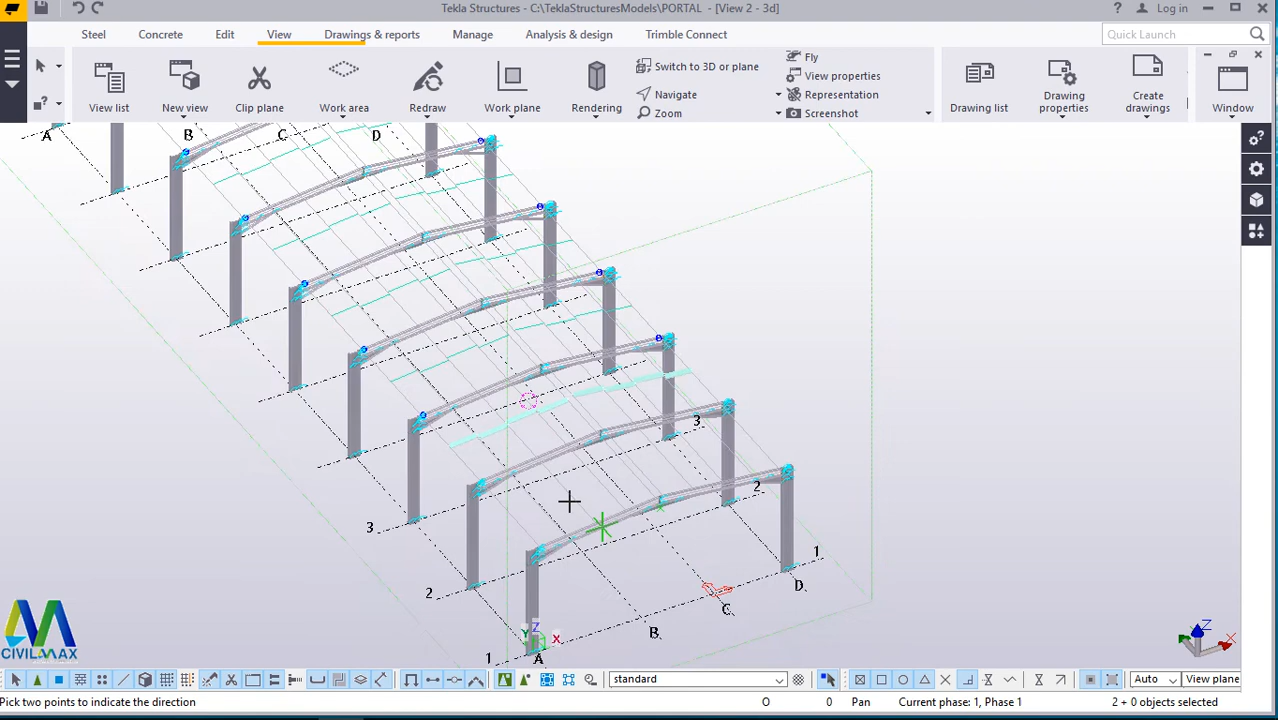 Tekla Structures - C:\TeklaStructuresModels\PORTAL - [View 2 - 3d]
Log in
Steel
Concrete
Edit
View
Drawings & reports
Manage
Analysis & design
Trimble Connect
Quick Launch
View list
New view
Clip plane
Work area
Redraw
Work plane
Rendering
Switch to 3D or plane
Navigate
Zoom
Fly
View properties
Representation
Screenshot
Drawing list
Drawing
properties
Create
drawings
Window
A
B
C
D
3
3
2
2
1
1
A
B
C
D
Z
Y
X
Z
Y
X
CIVILMAX
standard
Auto
View plane
Pick two points to indicate the direction
O
0
Pan
Current phase: 1, Phase 1
2 + 0 objects selected